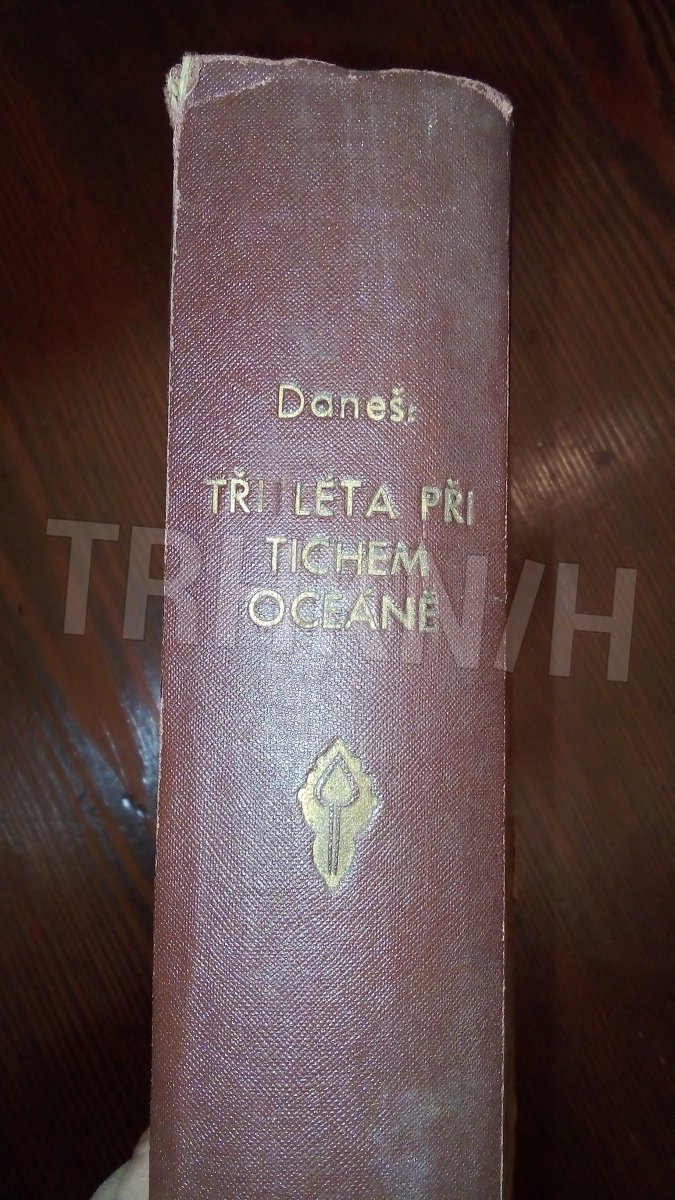 Daneš:
TŘI LÉTA PŘI
TICHEM
OCEÁNĚ